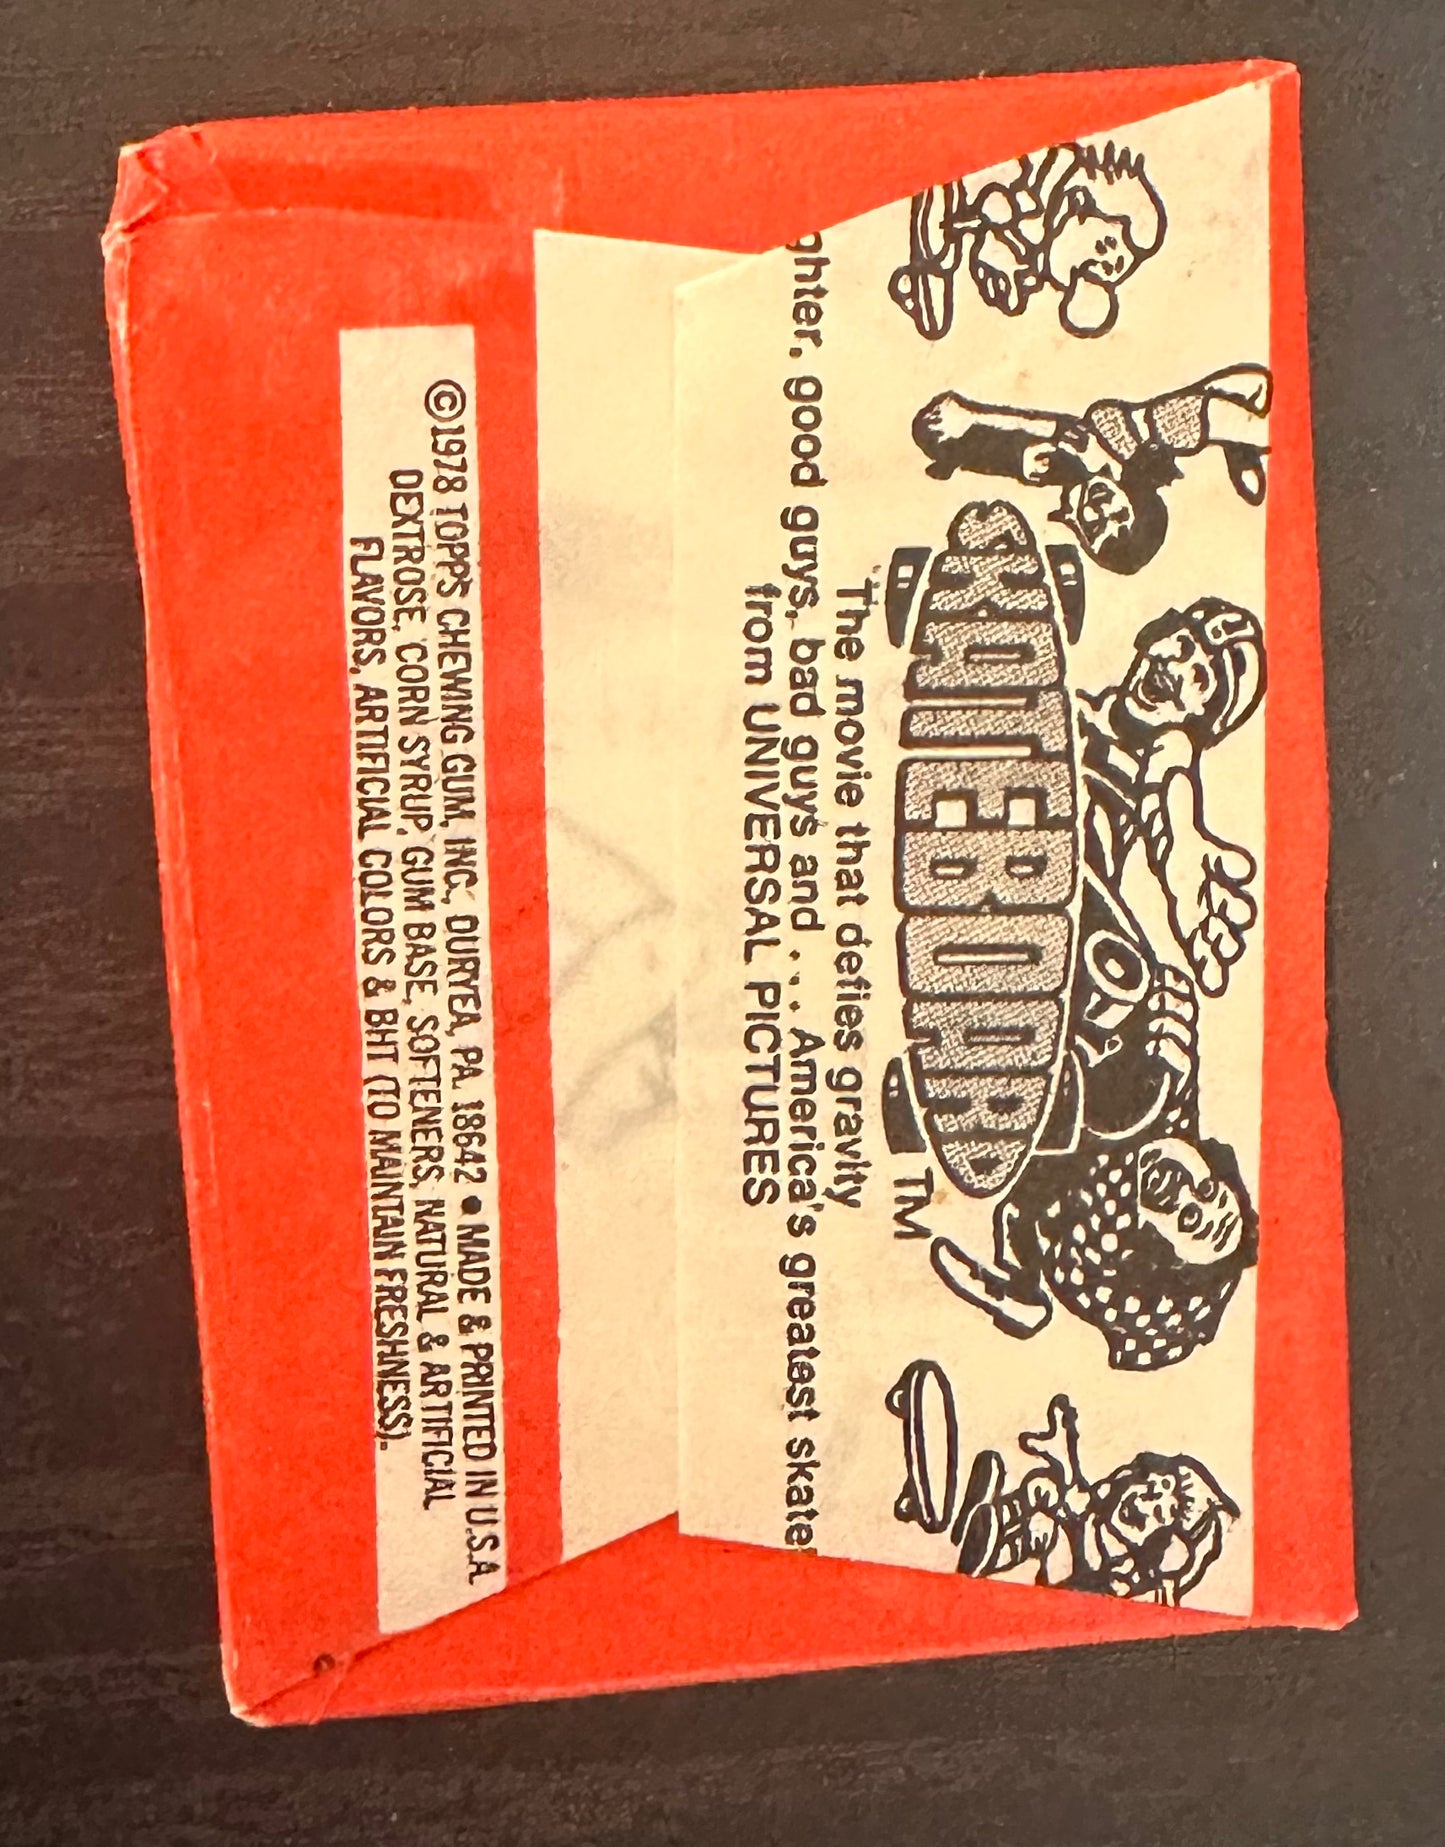 SKATEBOARD
TM
"The movie that defies gravity
ghter, good guys, bad guys and . . . America's greatest skate
from UNIVERSAL PICTURES
©1978 TOPPS CHEWING GUM, INC., DURYEA, PA. 18642 ● MADE & PRINTED IN U.S.A.
DEXTROSE, CORN SYRUP, GUM BASE, SOFTENERS, NATURAL & ARTIFICIAL
FLAVORS, ARTIFICIAL COLORS & BHT (TO MAINTAIN FRESHNESS).